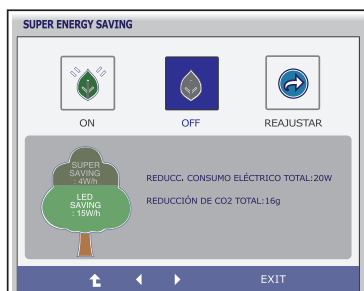 SUPER ENERGY SAVING
ON OFF REAJUSTAR
SUPER
SAVING
: 4W/h
LED
SAVING
: 15W/h
REDUCC. CONSUMO ELÉCTRICO TOTAL:20W
REDUCCIÓN DE CO2 TOTAL:16g
EXIT